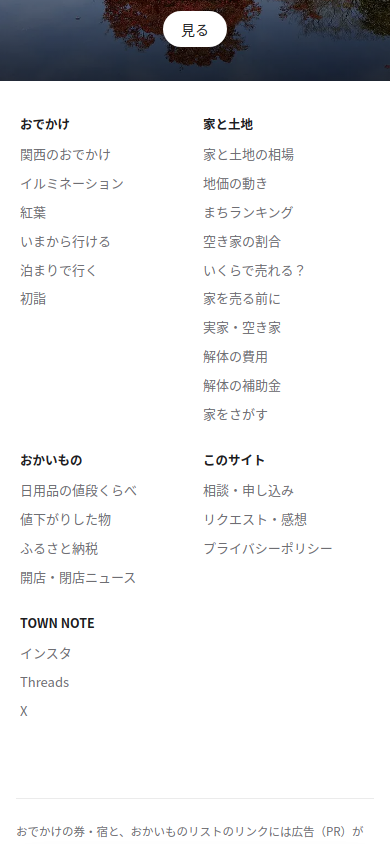 見る
おでかけ
関西のおでかけ
イルミネーション
紅葉
いまから行ける
泊まりで行く
初詣
家と土地
家と土地の相場
地価の動き
まちランキング
空き家の割合
いくらで売れる？
家を売る前に
実家・空き家
解体の費用
解体の補助金
家をさがす
おかいもの
日用品の値段くらべ
値下がりした物
ふるさと納税
開店・閉店ニュース
このサイト
相談・申し込み
リクエスト・感想
プライバシーポリシー
TOWN NOTE
インスタ
Threads
X
おでかけの券・宿と、おかいものリストのリンクには広告（PR）が